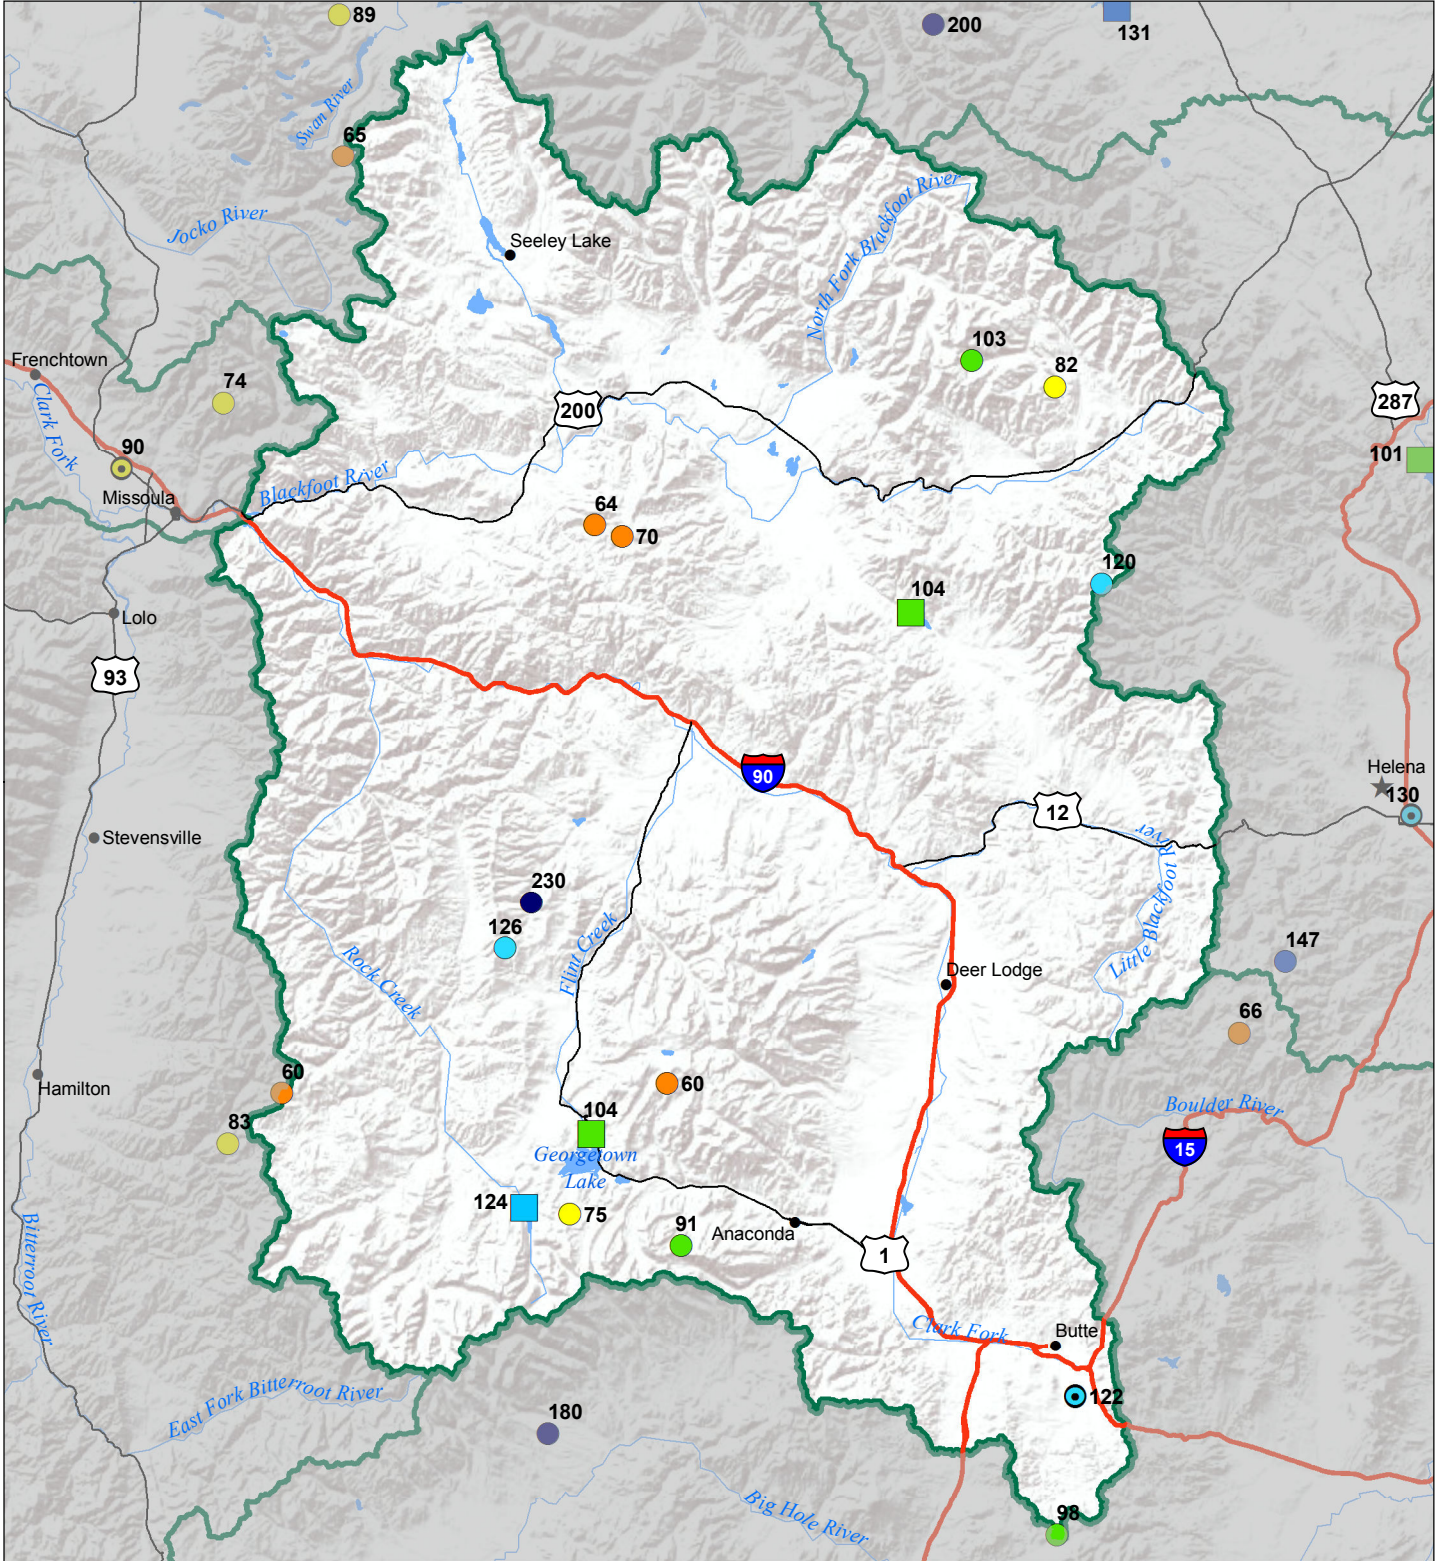 89
200
131
Swan River
65
Jocko River
Seeley Lake
North Fork Blackfoot River
103
82
Frenchtown
74
200
287
Clark Fork
90
101
Missoula
Blackfoot River
64
70
120
104
Lolo
93
90
Helena
130
12
Stevensville
Little Blackfoot River
230
126
Flint Creek
147
Rock Creek
Deer Lodge
66
60
60
Hamilton
104
Boulder River
83
15
Georgetown
Lake
124
75
91
Anaconda
1
Bitterroot River
Clark Fork
Butte
East Fork Bitterroot River
122
180
Big Hole River
98